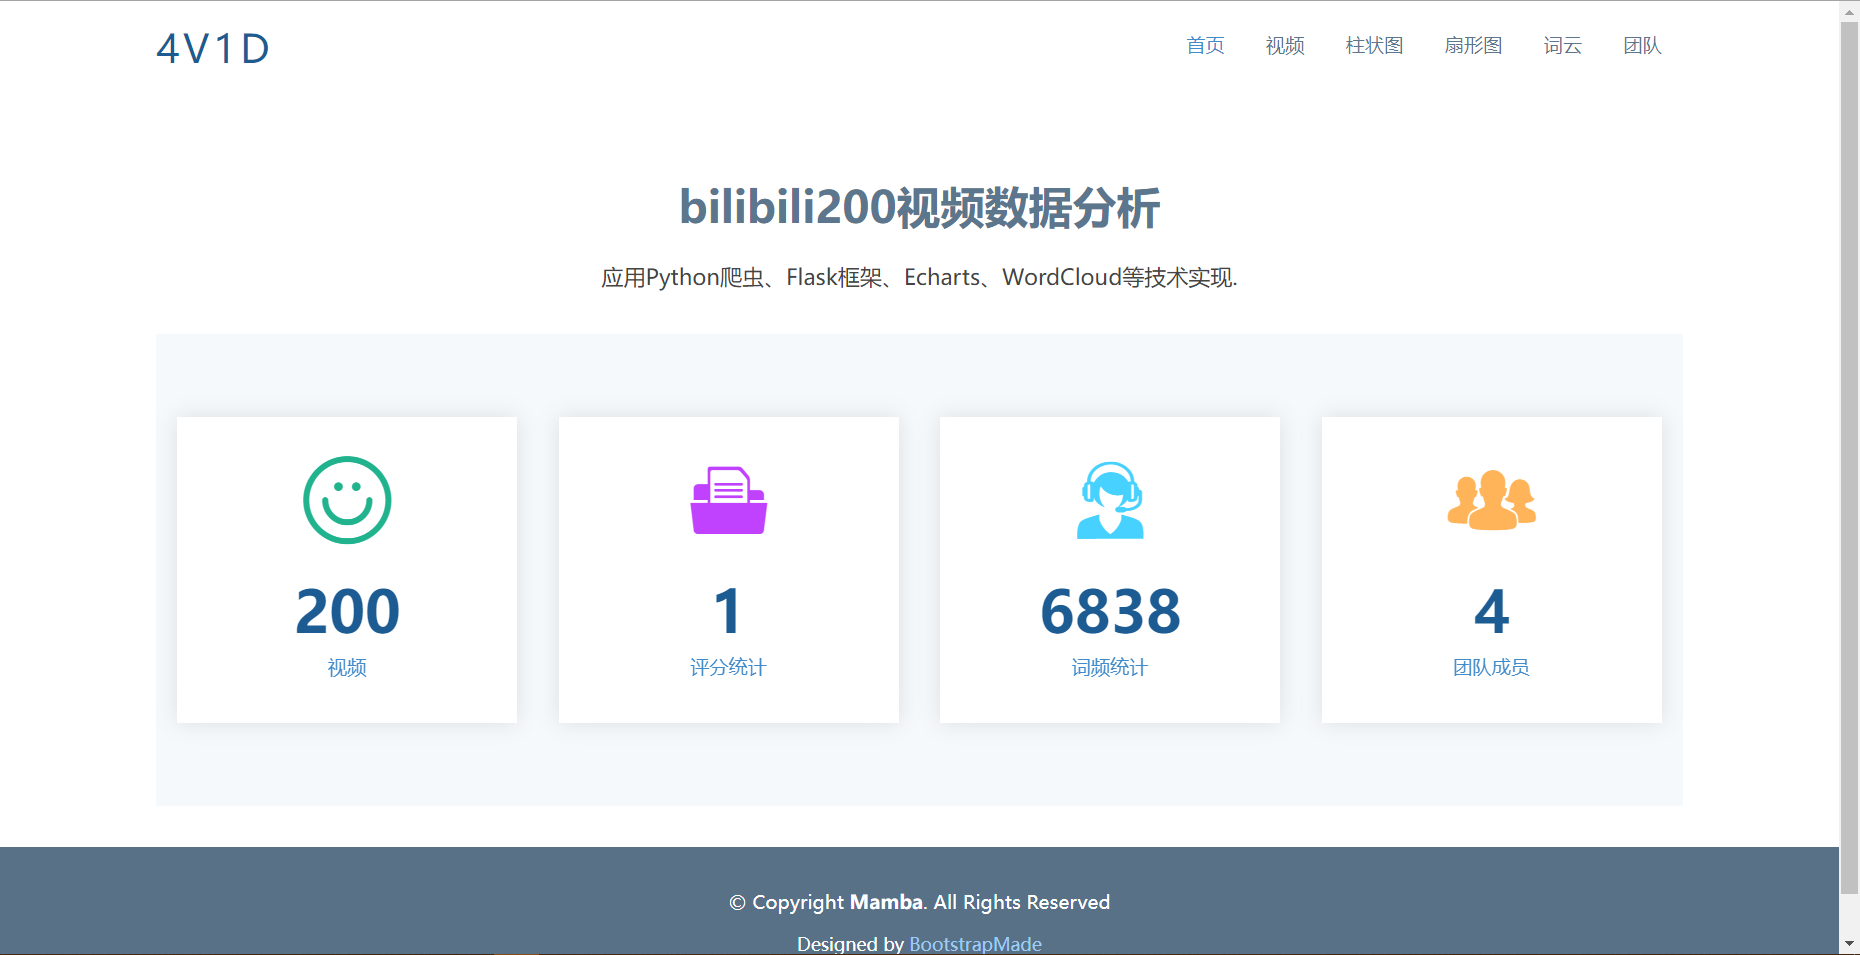 4V1D
首页 视频 柱状图 扇形图 词云 团队
bilibili200视频数据分析
应用Python爬虫、Flask框架、Echarts、WordCloud等技术实现.
200 1 6838 4
视频 评分统计 词频统计 团队成员
© Copyright Mamba. All Rights Reserved
Designed by BootstrapMade